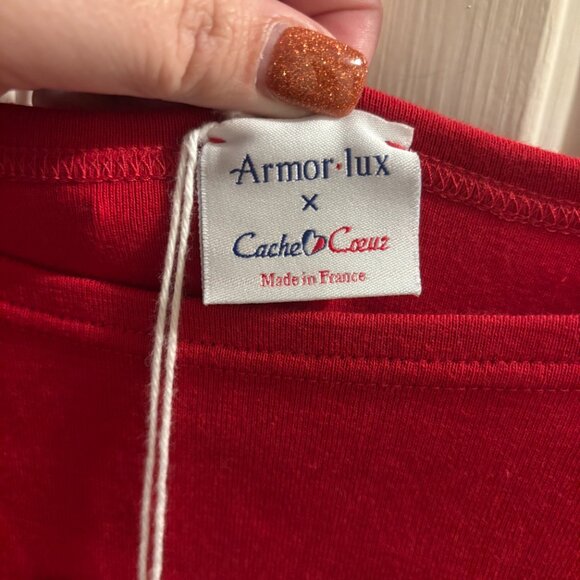 Armor·lux
x
Cache Cœur
Made in France